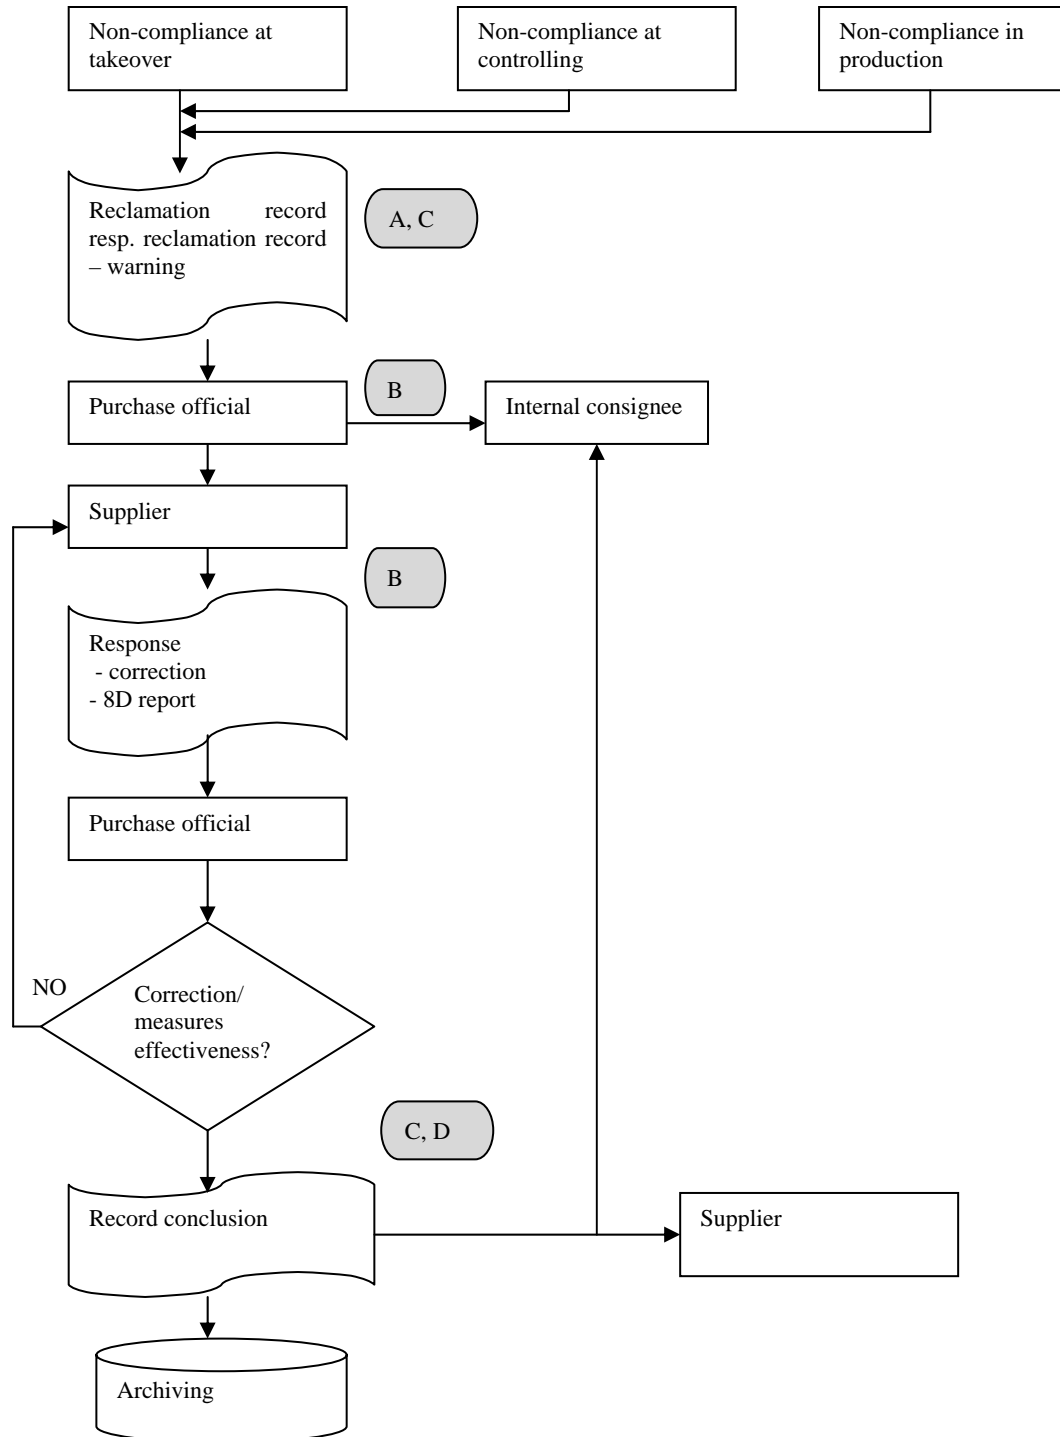 Non-compliance at
takeover
Non-compliance at
controlling
Non-compliance in
production
Reclamation record
resp. reclamation record
– warning
A, C
Purchase official
B
Internal consignee
Supplier
B
Response
- correction
- 8D report
Purchase official
NO
Correction/
measures
effectiveness?
C, D
Record conclusion
Supplier
Archiving